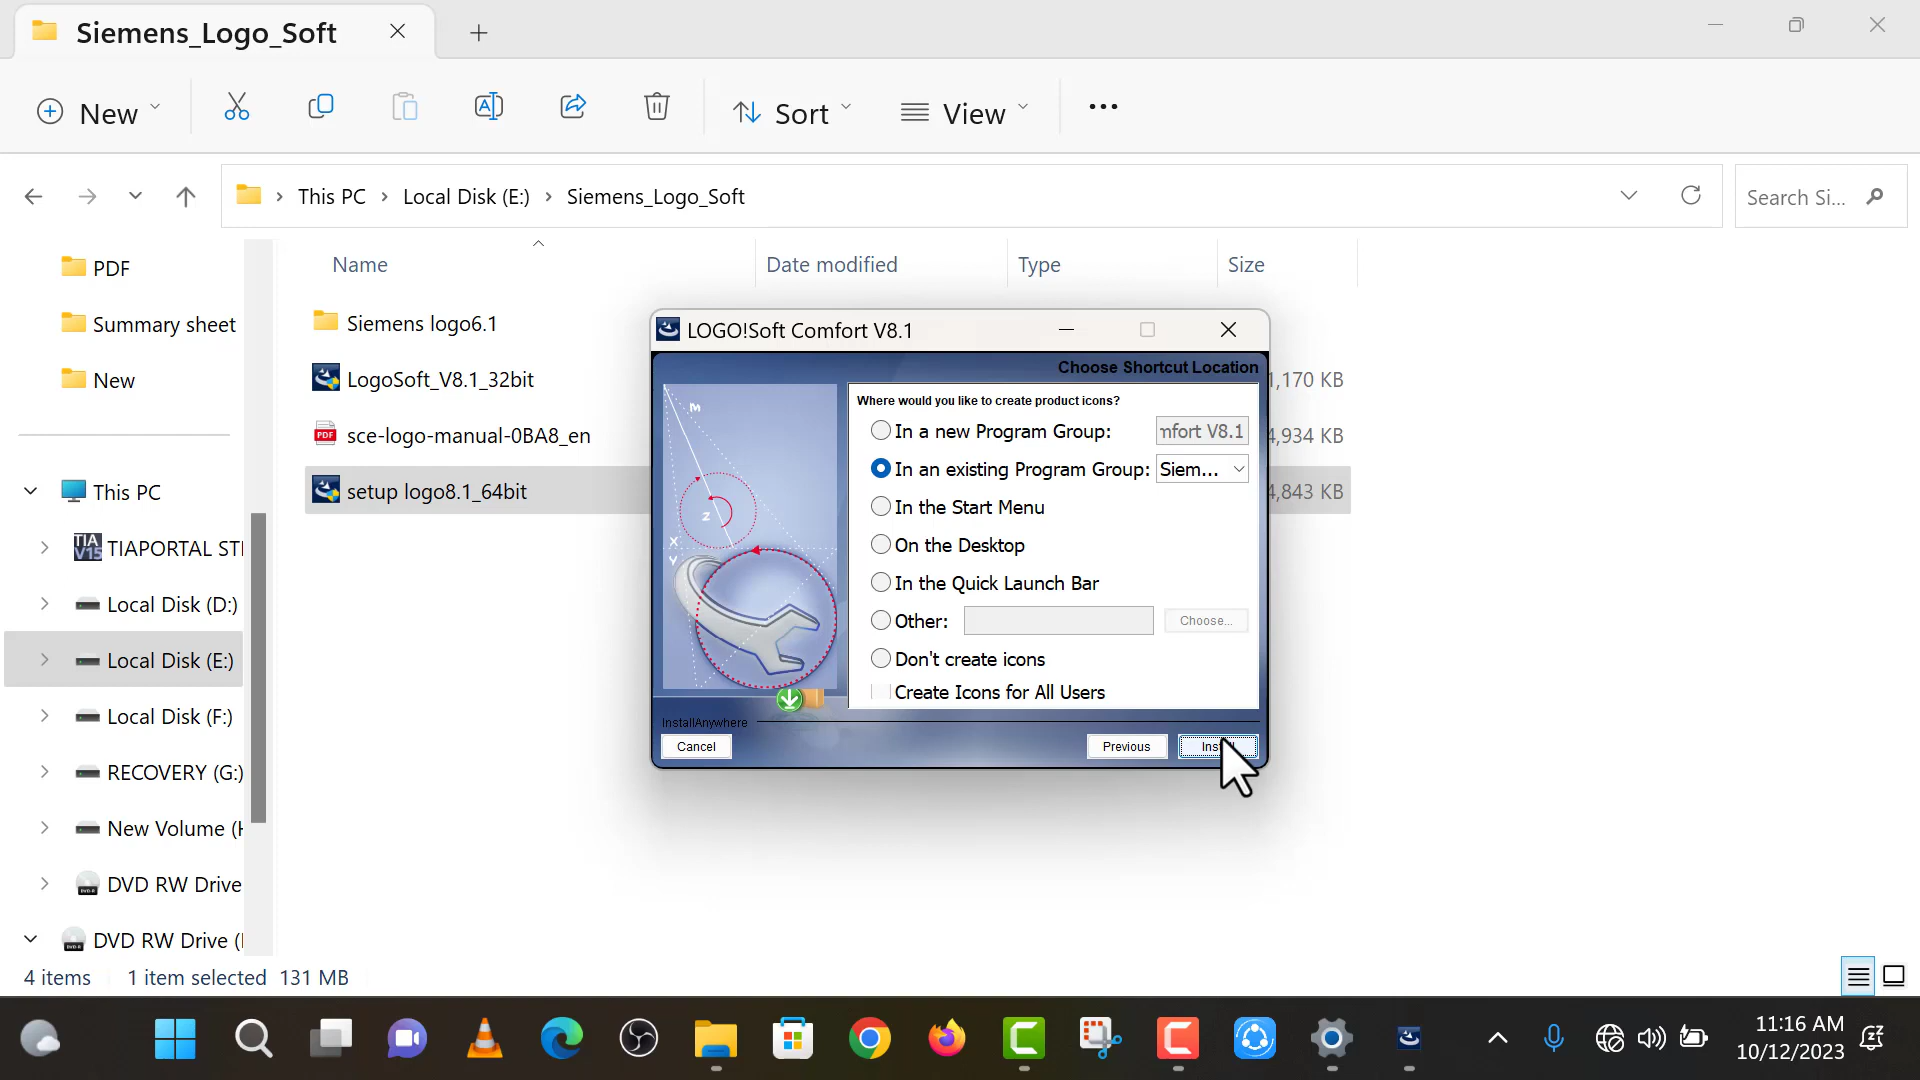 Siemens_Logo_Soft
New
Sort
View
This PC
Local Disk (E:)
Siemens_Logo_Soft
Search Si...
PDF
Summary sheet
New
This PC
TIAPORTAL STE
Local Disk (D:)
Local Disk (E:)
Local Disk (F:)
RECOVERY (G:)
New Volume (H
DVD RW Drive
DVD RW Drive (
Name
Date modified
Type
Size
Siemens logo6.1
LogoSoft_V8.1_32bit
1,170 KB
PDF
sce-logo-manual-0BA8_en
4,934 KB
setup logo8.1_64bit
4,843 KB
LOGO!Soft Comfort V8.1
Choose Shortcut Location
M
Z
X
Y
Where would you like to create product icons?
In a new Program Group:
mfort V8.1
In an existing Program Group:
Siem...
In the Start Menu
On the Desktop
In the Quick Launch Bar
Other:
Choose...
Don't create icons
Create Icons for All Users
InstallAnywhere
Cancel
Previous
4 items
1 item selected 131 MB
11:16 AM
10/12/2023